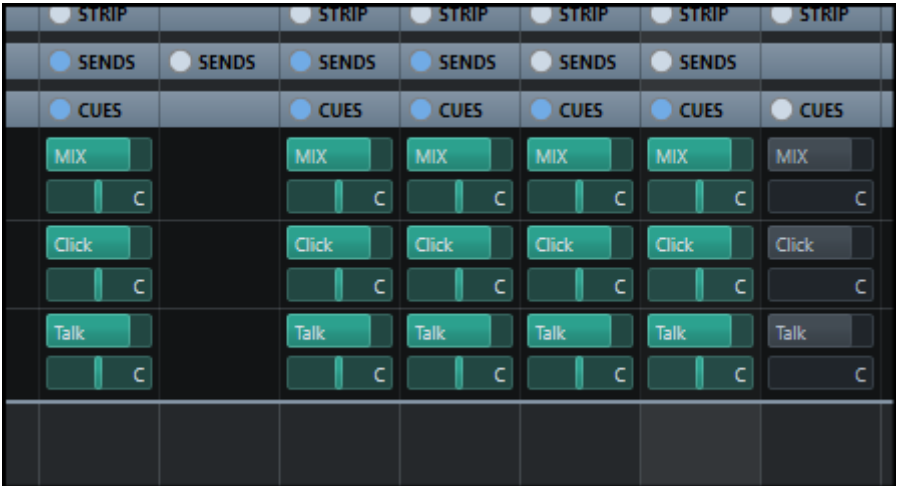 STRIP STRIP STRIP STRIP STRIP STRIP
SENDS SENDS SENDS SENDS SENDS SENDS
CUES CUES CUES CUES CUES CUES
MIX MIX MIX MIX MIX MIX
C C C C C C
Click Click Click Click Click Click
C C C C C C
Talk Talk Talk Talk Talk Talk
C C C C C C